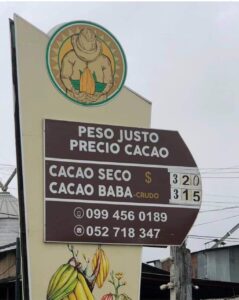 PESO JUSTO
PRECIO CACAO
CACAO SECO $ 320
CACAO BABA-CRUDO 315
099 456 0189
052 718 347